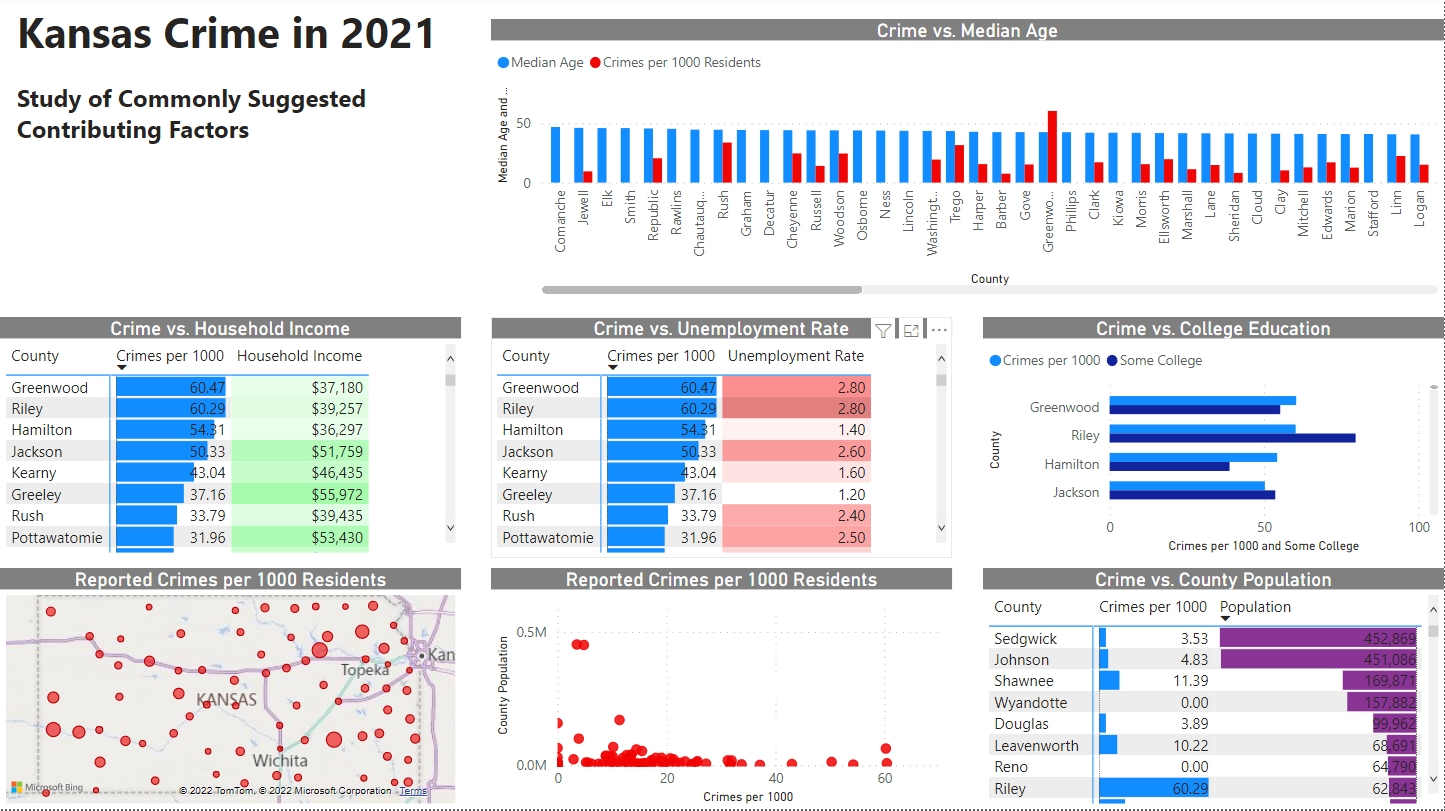 Kansas Crime in 2021
Study of Commonly Suggested
Contributing Factors
Crime vs. Median Age
Median Age Crimes per 1000 Residents
Median Age and ...
50
0
Comanche
Jewell
Elk
Smith
Republic
Rawlins
Chautauq...
Rush
Graham
Decatur
Cheyenne
Russell
Woodson
Osborne
Ness
Lincoln
Washingt...
Trego
Harper
Barber
Gove
Greenwo...
Phillips
Clark
Kiowa
Morris
Ellsworth
Marshall
Lane
Sheridan
Cloud
Clay
Mitchell
Edwards
Marion
Stafford
Linn
Logan
County
Crime vs. Household Income
County Crimes per 1000 Household Income
Greenwood 60.47 $37,180
Riley 60.29 $39,257
Hamilton 54.31 $36,297
Jackson 50.33 $51,759
Kearny 43.04 $46,435
Greeley 37.16 $55,972
Rush 33.79 $39,435
Pottawatomie 31.96 $53,430
Crime vs. Unemployment Rate
County Crimes per 1000 Unemployment Rate
Greenwood 60.47 2.80
Riley 60.29 2.80
Hamilton 54.31 1.40
Jackson 50.33 2.60
Kearny 43.04 1.60
Greeley 37.16 1.20
Rush 33.79 2.40
Pottawatomie 31.96 2.50
Crime vs. College Education
Crimes per 1000 Some College
County
Greenwood
Riley
Hamilton
Jackson
0 50 100
Crimes per 1000 and Some College
Reported Crimes per 1000 Residents
Topeka
Kan
KANSAS
Wichita
Microsoft Bing
© 2022 TomTom, © 2022 Microsoft Corporation Terms
Reported Crimes per 1000 Residents
County Population
0.5M
0.0M
0 20 40 60
Crimes per 1000
Crime vs. County Population
County Crimes per 1000 Population
Sedgwick 3.53 452,869
Johnson 4.83 451,086
Shawnee 11.39 169,871
Wyandotte 0.00 157,882
Douglas 3.89 99,962
Leavenworth 10.22 68,691
Reno 0.00 64,790
Riley 60.29 62,843